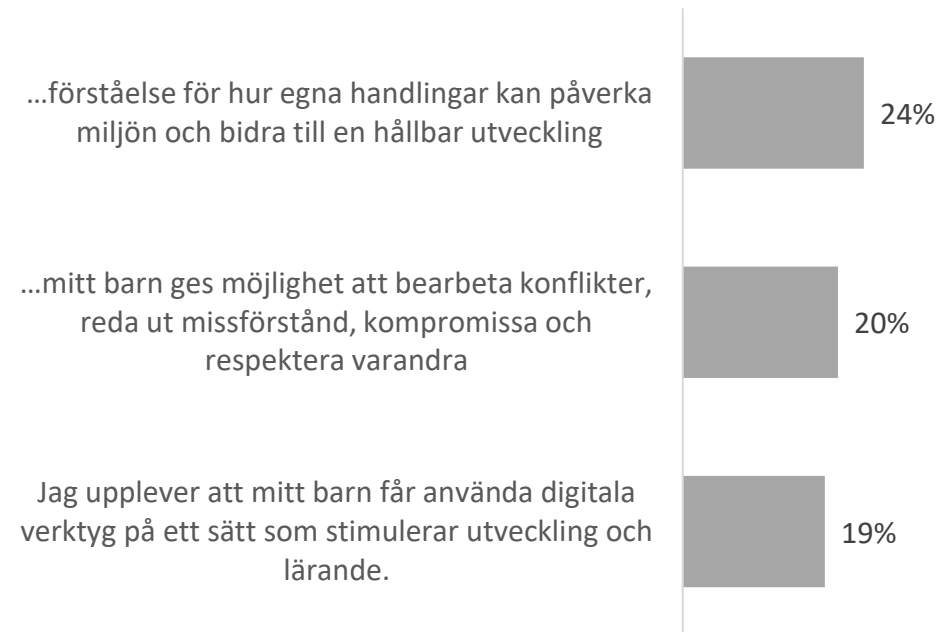 …förståelse för hur egna handlingar kan påverka
miljön och bidra till en hållbar utveckling
24%
…mitt barn ges möjlighet att bearbeta konflikter,
reda ut missförstånd, kompromissa och
respektera varandra
20%
Jag upplever att mitt barn får använda digitala
verktyg på ett sätt som stimulerar utveckling och
lärande.
19%